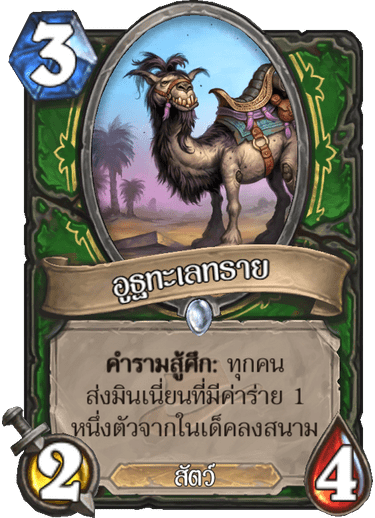 3
อูฐทะเลทราย
คำรามสู้ศึก: ทุกคน
ส่งมินเนี่ยนที่มีค่าร่าย 1
หนึ่งตัวจากในเด็คลงสนาม
2
สัตว์
4